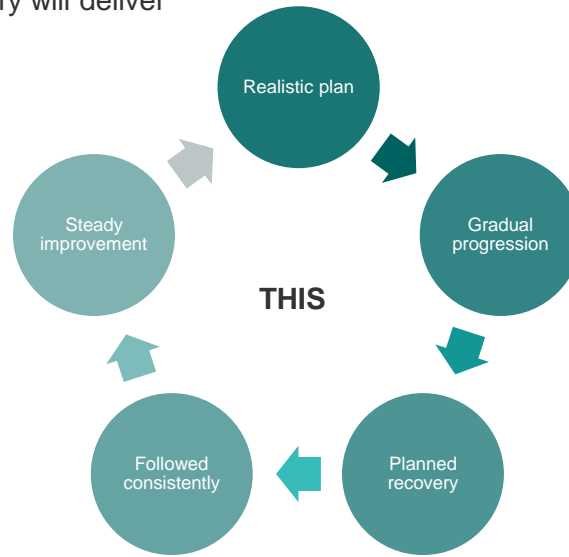 will deliver
Realistic plan
Gradual
progression
Planned
recovery
Followed
consistently
Steady
improvement
THIS